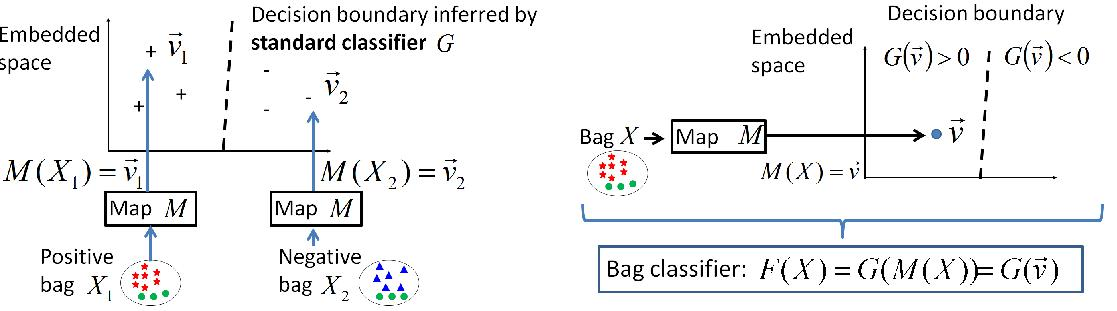 Embedded
space
Decision boundary inferred by
standard classifier G
+ v⃗₁
+
+
-
-
-
- v⃗₂
M(X₁) = v⃗₁
M(X₂) = v⃗₂
Map M
Map M
Positive
bag X₁
Negative
bag X₂
Decision boundary
Embedded
space
G(v⃗) > 0
G(v⃗) < 0
Bag X
Map M
v⃗
M(X) = v⃗
Bag classifier: F(X) = G(M(X)) = G(v⃗)